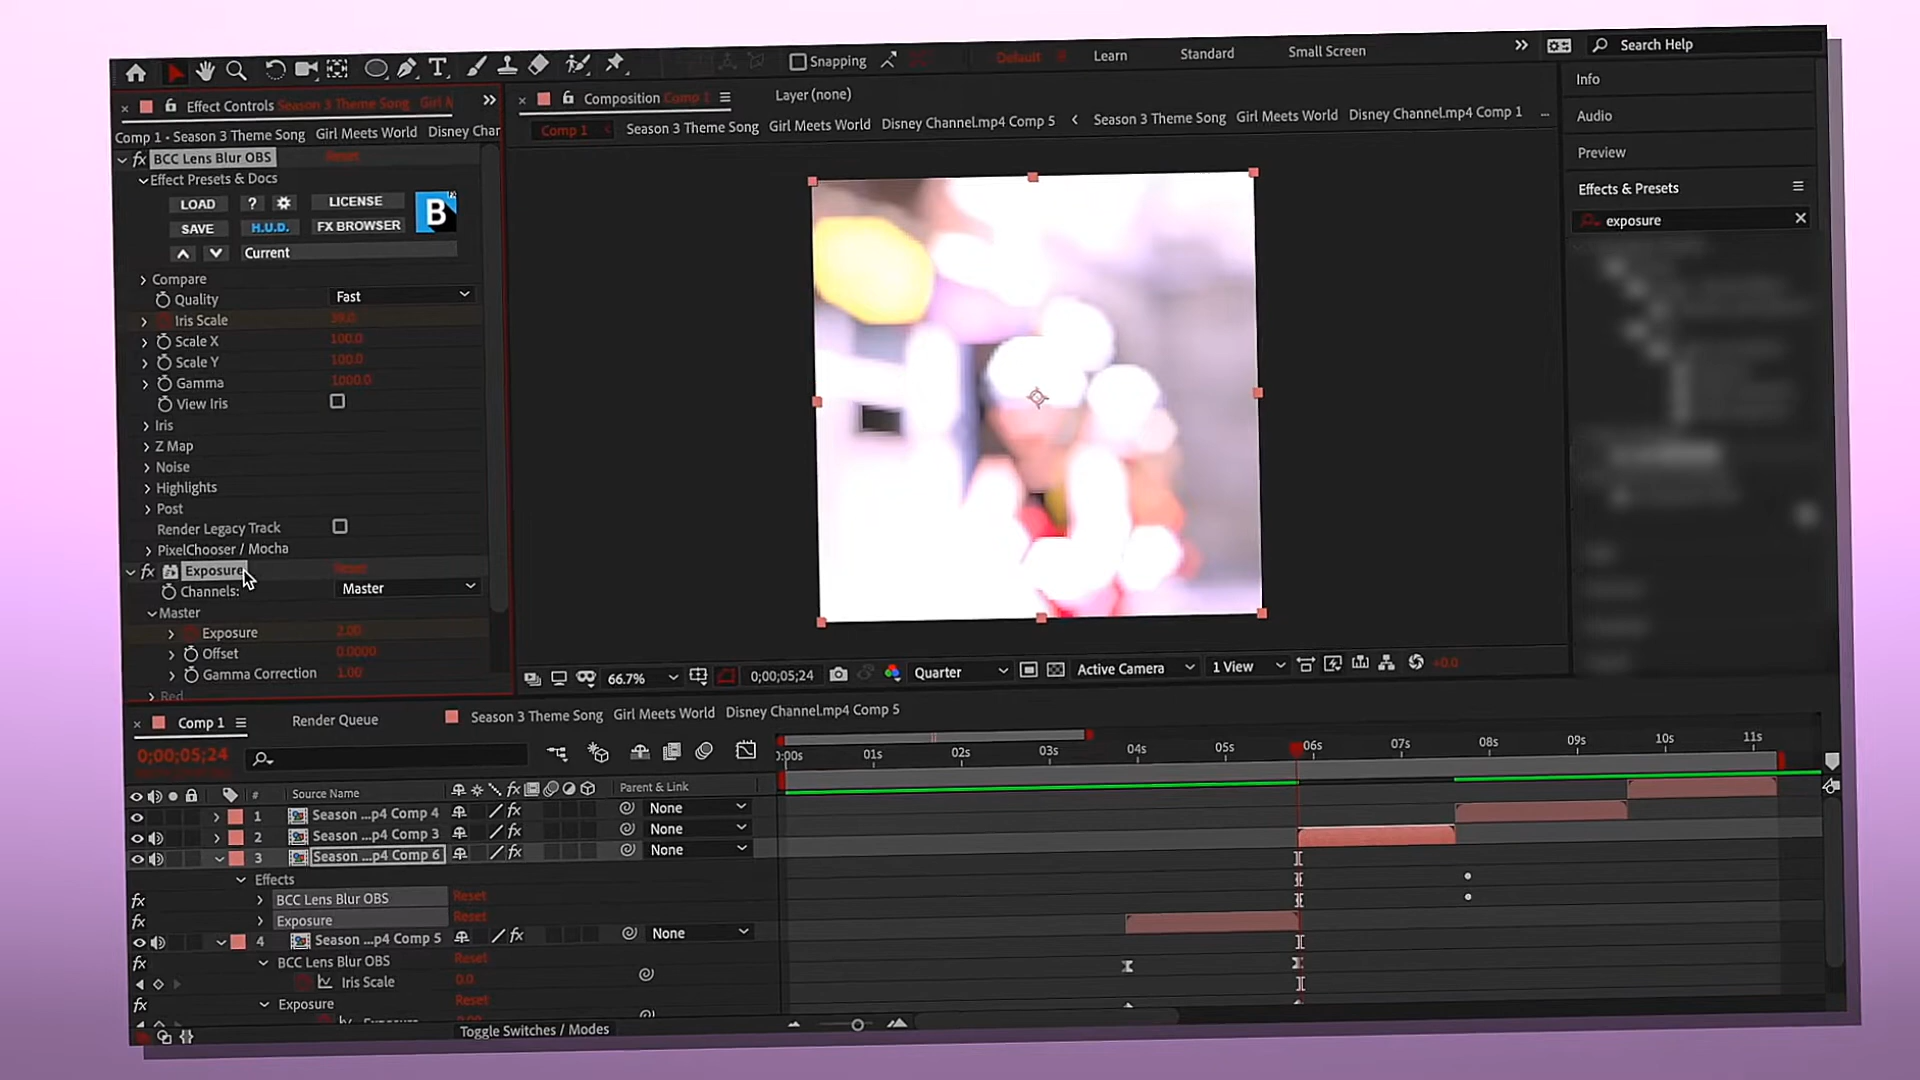 Snapping
Default
Learn
Standard
Small Screen
Search Help
Effect Controls Season 3 Theme Song Girl M
Composition Comp 1
Layer (none)
Info
Comp 1 • Season 3 Theme Song Girl Meets World Disney Char
Comp 1
Season 3 Theme Song Girl Meets World Disney Channel.mp4 Comp 5
Season 3 Theme Song Girl Meets World Disney Channel.mp4 Comp 1
...
Audio
Preview
Effects & Presets
exposure
fx BCC Lens Blur OBS Reset
Effect Presets & Docs
LOAD ? LICENSE
B
SAVE H.U.D. FX BROWSER
Current
Compare
Quality Fast
Iris Scale 39.0
Scale X 100.0
Scale Y 100.0
Gamma 1000.0
View Iris
Iris
Z Map
Noise
Highlights
Post
Render Legacy Track
PixelChooser / Mocha
fx Exposure Reset
Channels: Master
Master
Exposure 2.00
Offset 0.0000
Gamma Correction 1.00
Red
66.7%
0;00;05;24
Quarter
Active Camera
1 View
+0.0
Comp 1
Render Queue
Season 3 Theme Song Girl Meets World Disney Channel.mp4 Comp 5
0;00;05;24
0:00s 01s 02s 03s 04s 05s 06s 07s 08s 09s 10s 11s
# Source Name fx Parent & Link
1 Season ...p4 Comp 4 fx None
2 Season ...p4 Comp 3 fx None
3 Season ...p4 Comp 6 fx None
Effects
fx BCC Lens Blur OBS Reset
fx Exposure Reset
4 Season ...p4 Comp 5 fx None
fx BCC Lens Blur OBS Reset
Iris Scale 0.0
fx Exposure Reset
Toggle Switches / Modes